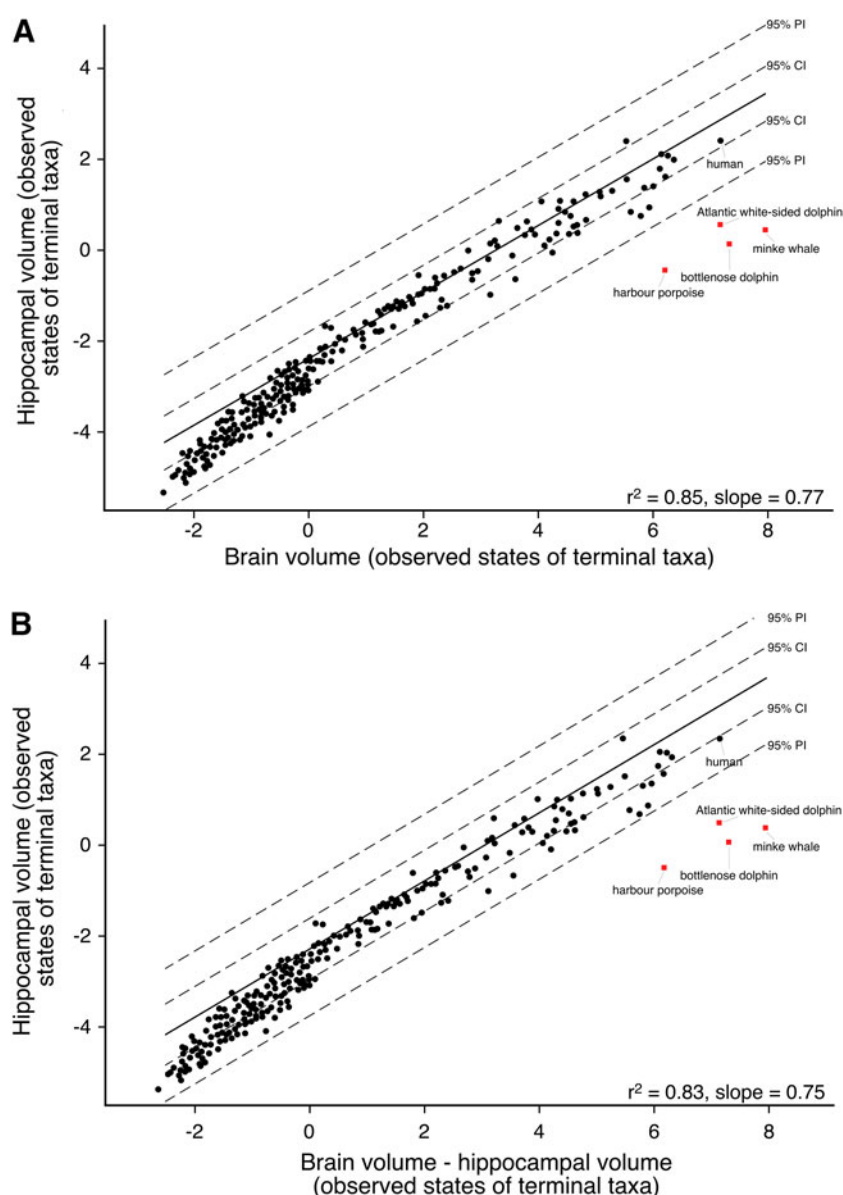 A
95% PI
95% CI
95% CI
95% PI
4
2
0
-2
-4
Hippocampal volume (observed
states of terminal taxa)
human
Atlantic white-sided dolphin
minke whale
bottlenose dolphin
harbour porpoise
r² = 0.85, slope = 0.77
-2 0 2 4 6 8
Brain volume (observed states of terminal taxa)
B
95% PI
95% CI
95% CI
95% PI
4
2
0
-2
-4
Hippocampal volume (observed
states of terminal taxa)
human
Atlantic white-sided dolphin
minke whale
bottlenose dolphin
harbour porpoise
r² = 0.83, slope = 0.75
-2 0 2 4 6 8
Brain volume - hippocampal volume
(observed states of terminal taxa)